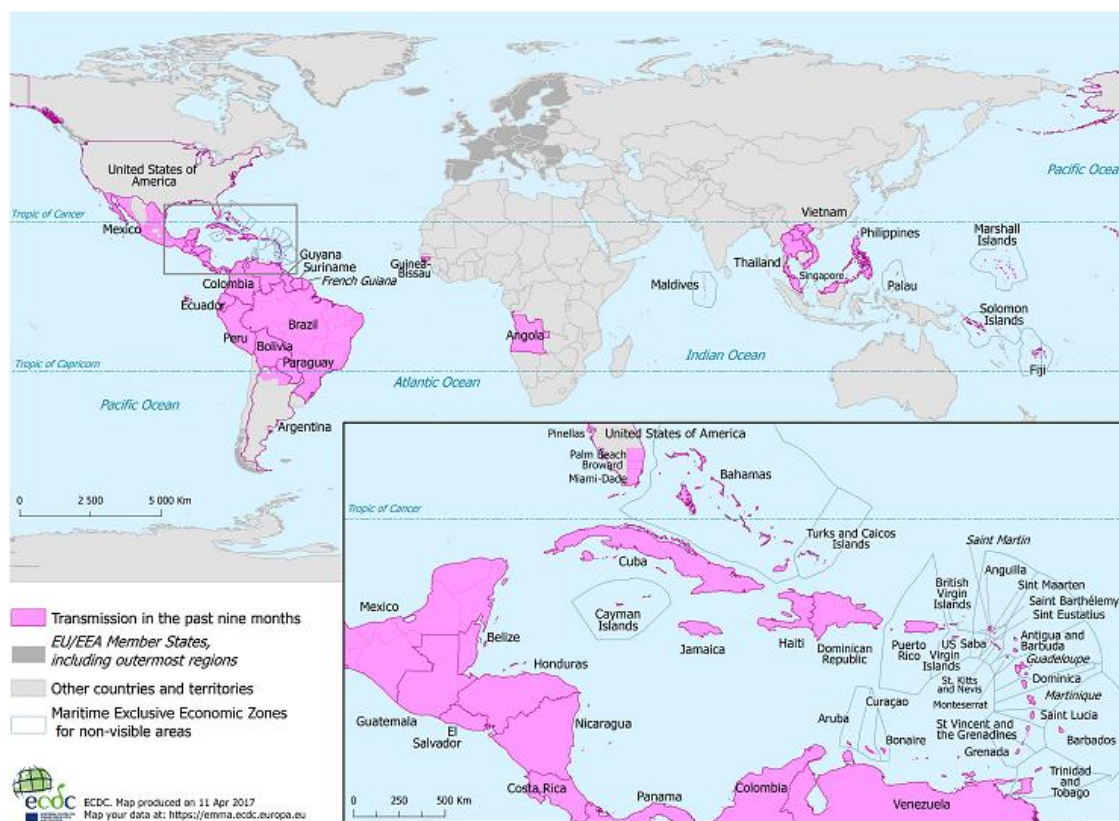 United States
of America
Pacific Ocea
Tropic of Cancer
Mexico
Vietnam
Philippines
Marshall
Islands
Guyana
Suriname
French Guiana
Guinea-
Bissau
Thailand
Singapore
Colombia
Maldives
Palau
Ecuador
Solomon
Islands
Brazil
Angola
Peru
Bolivia
Indian Ocean
Paraguay
Tropic of Capricorn
Fiji
Atlantic Ocean
Pacific Ocean
Argentina
0 2 500 5 000 Km
Pinellas
United States of America
Palm Beach
Broward
Miami-Dade
Bahamas
Tropic of Cancer
Turks and Caicos
Islands
Saint Martin
Cuba
Anguilla
British
Virgin
Islands
Sint Maarten
Saint Barthélemy
Sint Eustatius
Mexico
Cayman
Islands
Belize
Jamaica
Haiti
Dominican
Republic
Puerto
Rico
US
Virgin
Islands
Saba
Antigua and
Barbuda
Guadeloupe
Honduras
St. Kitts
and Nevis
Dominica
Montserrat
Martinique
Guatemala
El
Salvador
Nicaragua
Aruba
Curaçao
Bonaire
St Vincent and
the Grenadines
Saint Lucia
Grenada
Barbados
Costa Rica
Panama
Colombia
Venezuela
Trinidad
and
Tobago
0 250 500 Km
Transmission in the past nine months
EU/EEA Member States,
including outermost regions
Other countries and territories
Maritime Exclusive Economic Zones
for non-visible areas
ecdc
ECDC. Map produced on 11 Apr 2017
Map your data at: https://emma.ecdc.europa.eu